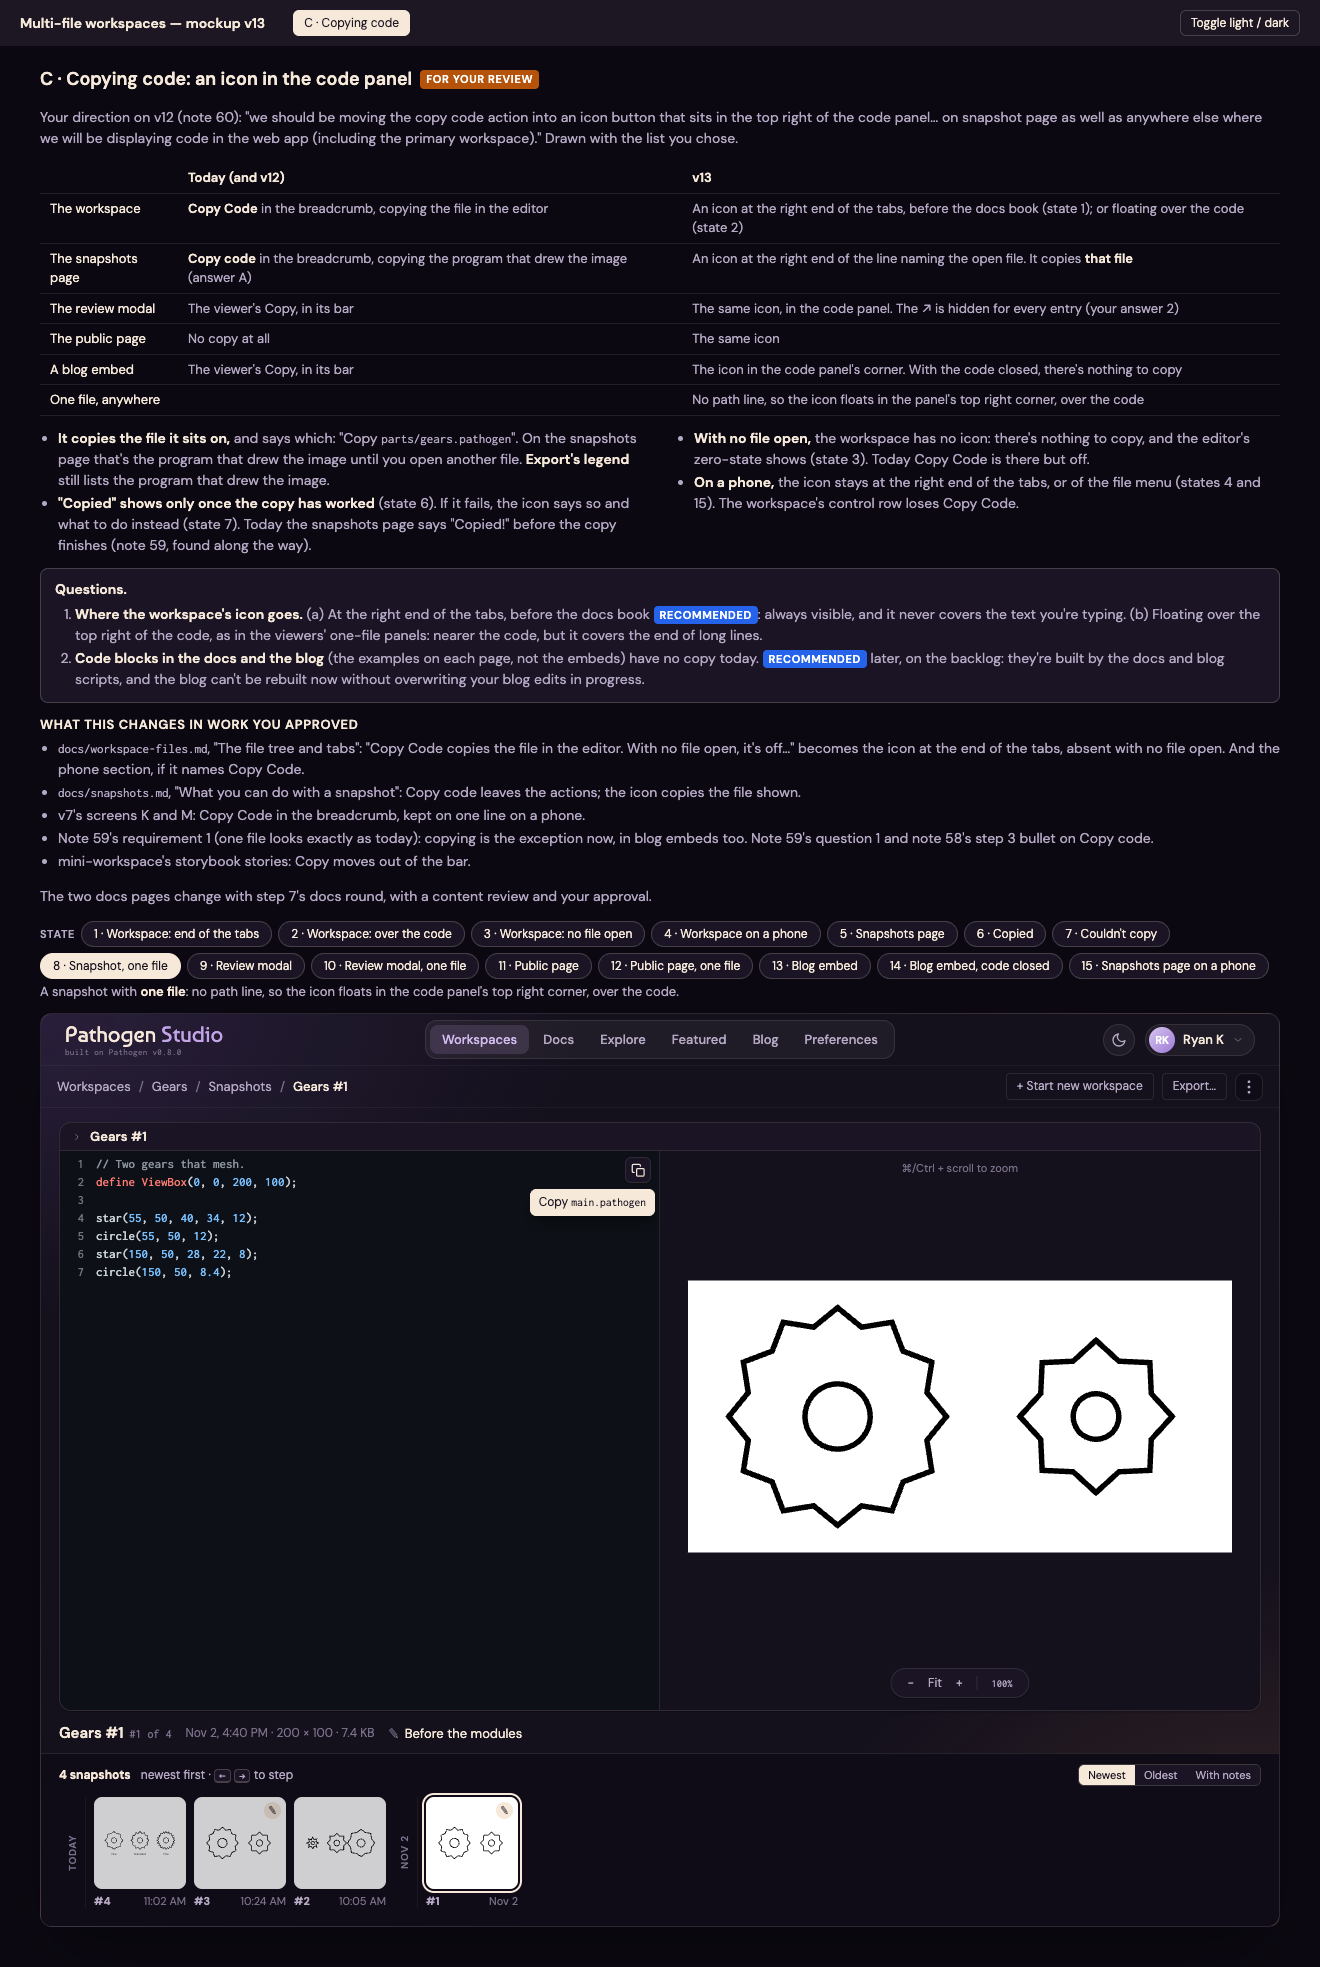 Multi-file workspaces — mockup v13
C · Copying code
Toggle light / dark
C · Copying code: an icon in the code panel
FOR YOUR REVIEW
Your direction on v12 (note 60): "we should be moving the copy code action into an icon button that sits in the top right of the code panel… on snapshot page as well as anywhere else where
we will be displaying code in the web app (including the primary workspace)." Drawn with the list you chose.
Today (and v12)
v13
The workspace
Copy Code in the breadcrumb, copying the file in the editor
An icon at the right end of the tabs, before the docs book (state 1); or floating over the code
(state 2)
The snapshots
page
Copy code in the breadcrumb, copying the program that drew the image
(answer A)
An icon at the right end of the line naming the open file. It copies that file
The review modal
The viewer's Copy, in its bar
The same icon, in the code panel. The ↗ is hidden for every entry (your answer 2)
The public page
No copy at all
The same icon
A blog embed
The viewer's Copy, in its bar
The icon in the code panel's corner. With the code closed, there's nothing to copy
One file, anywhere
No path line, so the icon floats in the panel's top right corner, over the code
• It copies the file it sits on, and says which: "Copy parts/gears.pathogen". On the snapshots
page that's the program that drew the image until you open another file. Export's legend
still lists the program that drew the image.
• "Copied" shows only once the copy has worked (state 6). If it fails, the icon says so and
what to do instead (state 7). Today the snapshots page says "Copied!" before the copy
finishes (note 59, found along the way).
• With no file open, the workspace has no icon: there's nothing to copy, and the editor's
zero-state shows (state 3). Today Copy Code is there but off.
• On a phone, the icon stays at the right end of the tabs, or of the file menu (states 4 and
15). The workspace's control row loses Copy Code.
Questions.
1. Where the workspace's icon goes. (a) At the right end of the tabs, before the docs book RECOMMENDED: always visible, and it never covers the text you're typing. (b) Floating over the
top right of the code, as in the viewers' one-file panels: nearer the code, but it covers the end of long lines.
2. Code blocks in the docs and the blog (the examples on each page, not the embeds) have no copy today. RECOMMENDED later, on the backlog: they're built by the docs and blog
scripts, and the blog can't be rebuilt now without overwriting your blog edits in progress.
WHAT THIS CHANGES IN WORK YOU APPROVED
• docs/workspace-files.md, "The file tree and tabs": "Copy Code copies the file in the editor. With no file open, it's off…" becomes the icon at the end of the tabs, absent with no file open. And the
phone section, if it names Copy Code.
• docs/snapshots.md, "What you can do with a snapshot": Copy code leaves the actions; the icon copies the file shown.
• v7's screens K and M: Copy Code in the breadcrumb, kept on one line on a phone.
• Note 59's requirement 1 (one file looks exactly as today): copying is the exception now, in blog embeds too. Note 59's question 1 and note 58's step 3 bullet on Copy code.
• mini-workspace's storybook stories: Copy moves out of the bar.
The two docs pages change with step 7's docs round, with a content review and your approval.
STATE
1 · Workspace: end of the tabs
2 · Workspace: over the code
3 · Workspace: no file open
4 · Workspace on a phone
5 · Snapshots page
6 · Copied
7 · Couldn't copy
8 · Snapshot, one file
9 · Review modal
10 · Review modal, one file
11 · Public page
12 · Public page, one file
13 · Blog embed
14 · Blog embed, code closed
15 · Snapshots page on a phone
A snapshot with one file: no path line, so the icon floats in the code panel's top right corner, over the code.
Pathogen Studio
built on Pathogen v0.8.0
Workspaces
Docs
Explore
Featured
Blog
Preferences
RK
Ryan K
Workspaces / Gears / Snapshots / Gears #1
+ Start new workspace
Export…
› Gears #1
1 // Two gears that mesh.
2 define ViewBox(0, 0, 200, 100);
3
4 star(55, 50, 40, 34, 12);
5 circle(55, 50, 12);
6 star(150, 50, 28, 22, 8);
7 circle(150, 50, 8.4);
Copy main.pathogen
⌘/Ctrl + scroll to zoom
− Fit + 100%
Gears #1 #1 of 4 Nov 2, 4:40 PM · 200 × 100 · 7.4 KB ✎ Before the modules
4 snapshots newest first · ← → to step
Newest
Oldest
With notes
TODAY
#4 11:02 AM
#3 10:24 AM
#2 10:05 AM
NOV 2
#1 Nov 2